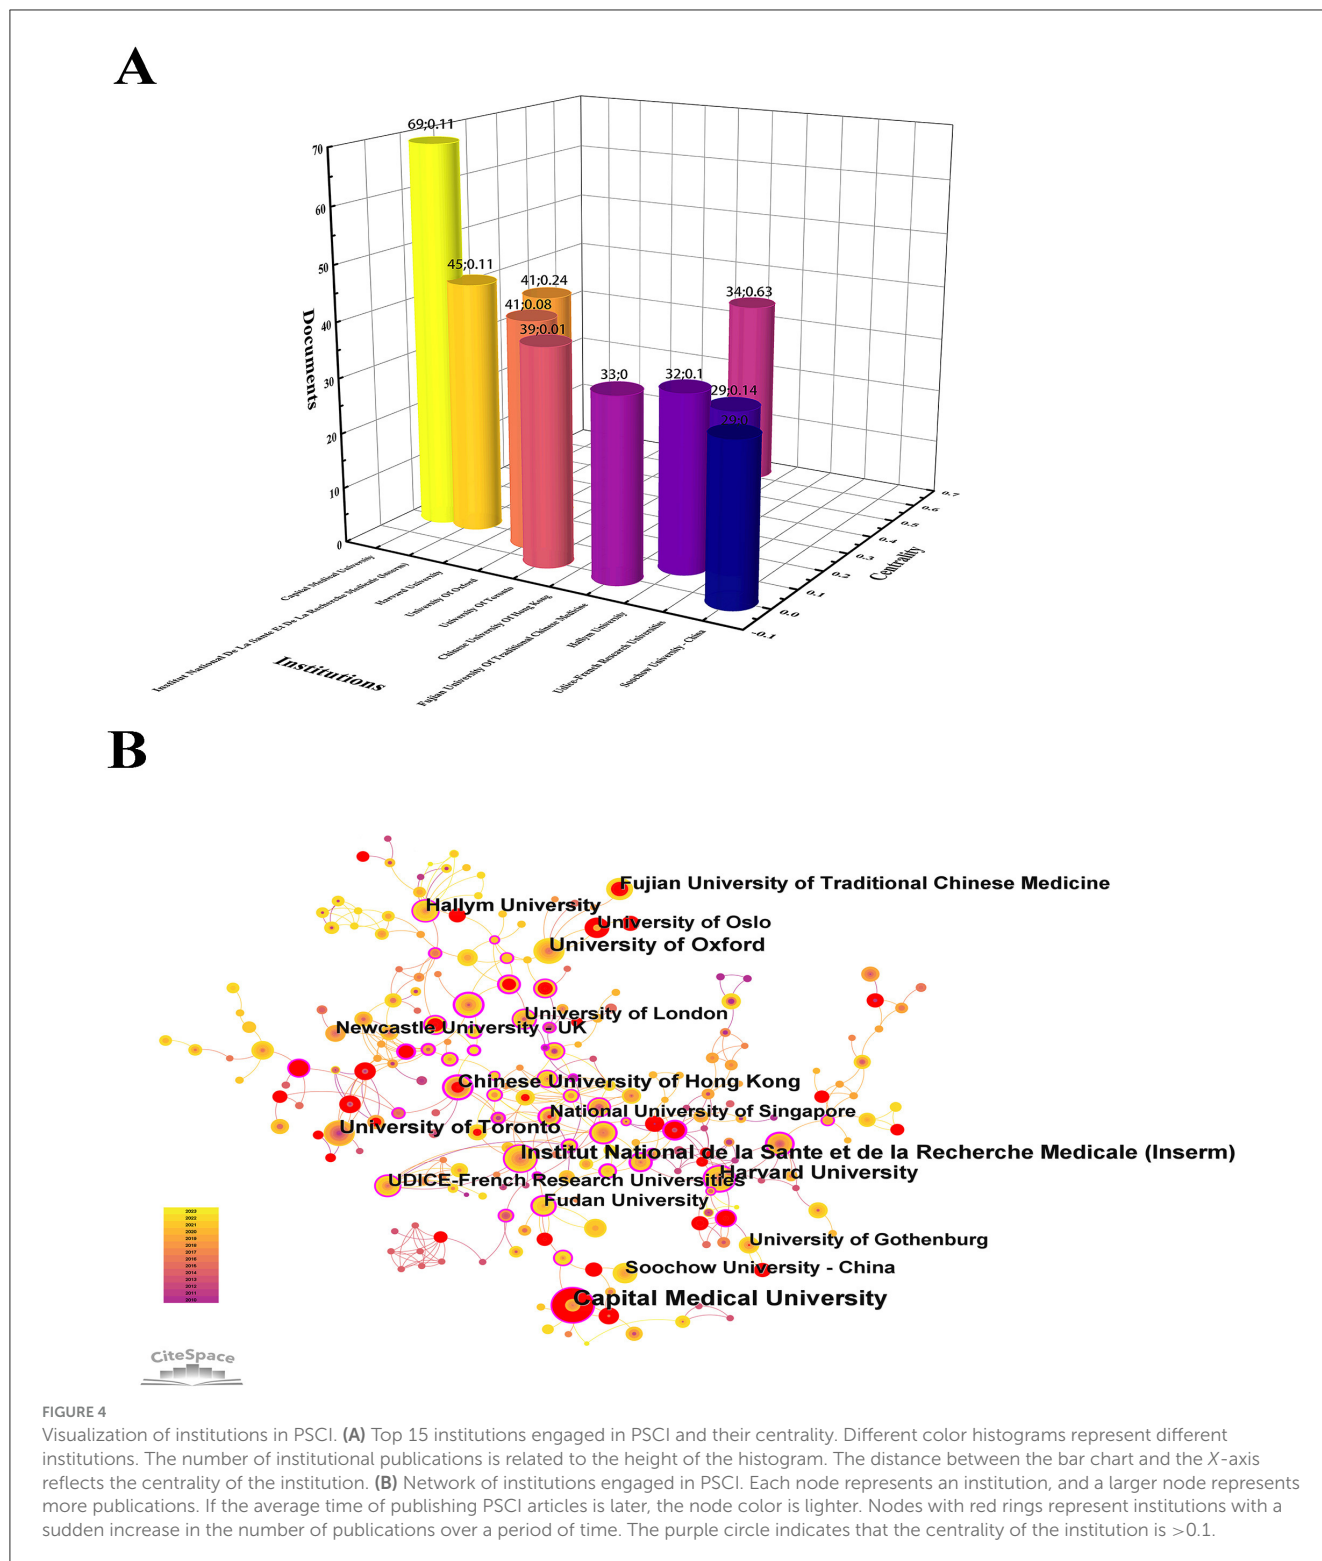 A
69;0.11
45;0.11
41;0.24
41;0.08
39;0.01
34;0.63
33;0
32;0.1
29;0.14
29;0
70
60
50
40
30
20
10
0
Documents
0.7
0.6
0.5
0.4
0.3
0.2
0.1
0.0
-0.1
Centrality
Capital Medical University
Institut National De La Sante Et De La Recherche Medicale (Inserm)
Harvard University
University Of Oxford
University Of Toronto
Chinese University Of Hong Kong
Fujian University Of Traditional Chinese Medicine
Hallym University
Udice-French Research Universities
Soochow University - China
Institutions
B
Fujian University of Traditional Chinese Medicine
Hallym University
University of Oslo
University of Oxford
University of London
Newcastle University - UK
Chinese University of Hong Kong
National University of Singapore
University of Toronto
Institut National de la Sante et de la Recherche Medicale (Inserm)
Harvard University
UDICE-French Research Universities
Fudan University
University of Gothenburg
Soochow University - China
Capital Medical University
2023
2022
2021
2020
2019
2018
2017
2016
2015
2014
2013
2012
2011
2010
CiteSpace
FIGURE 4
Visualization of institutions in PSCI. (A) Top 15 institutions engaged in PSCI and their centrality. Different color histograms represent different
institutions. The number of institutional publications is related to the height of the histogram. The distance between the bar chart and the X-axis
reflects the centrality of the institution. (B) Network of institutions engaged in PSCI. Each node represents an institution, and a larger node represents
more publications. If the average time of publishing PSCI articles is later, the node color is lighter. Nodes with red rings represent institutions with a
sudden increase in the number of publications over a period of time. The purple circle indicates that the centrality of the institution is >0.1.